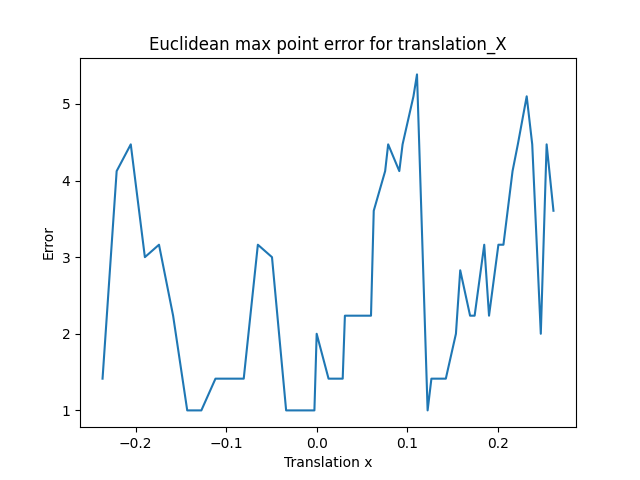 Euclidean max point error for translation_X
Error
5
4
3
2
1
−0.2 −0.1 0.0 0.1 0.2
Translation x